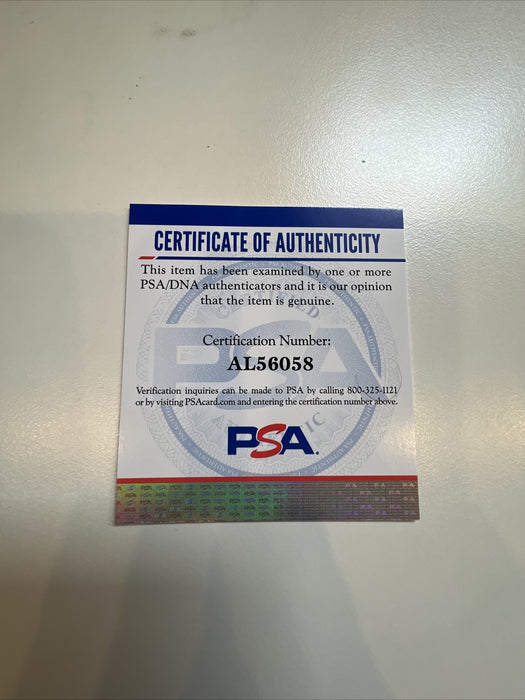 CERTIFICATE OF AUTHENTICITY
This item has been examined by one or more
PSA/DNA authenticators and it is our opinion
that the item is genuine.
Certification Number:
AL56058
Verification inquiries can be made to PSA by calling 800-325-1121
or by visiting PSAcard.com and entering the certification number above.
PSA.